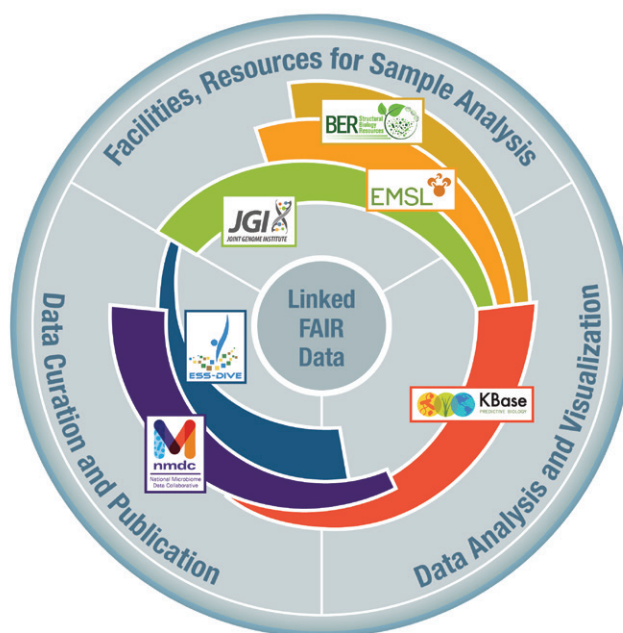 Facilities, Resources for Sample Analysis
BER
Structural
Biology
Resources
EMSL
JGI
JOINT GENOME INSTITUTE
Linked
FAIR
Data
Data Curation and Publication
ESS-DIVE
KBase
PREDICTIVE BIOLOGY
nmdc
National Microbiome
Data Collaborative
Data Analysis and Visualization